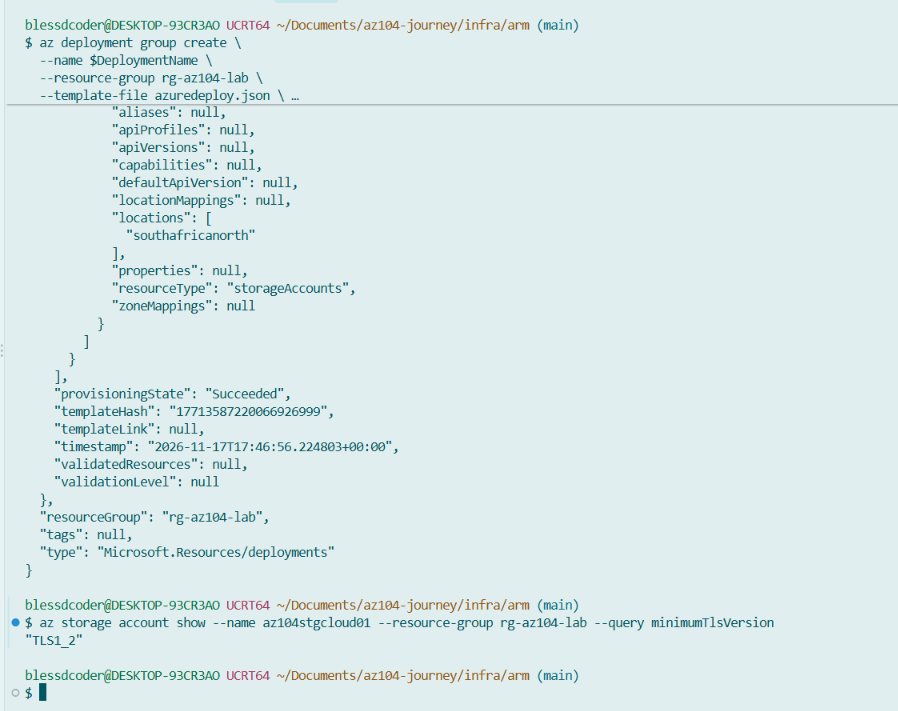 blessdcoder@DESKTOP-93CR3AO UCRT64 ~/Documents/az104-journey/infra/arm (main)
$ az deployment group create \
  --name $DeploymentName \
  --resource-group rg-az104-lab \
  --template-file azuredeploy.json \ …
            "aliases": null,
            "apiProfiles": null,
            "apiVersions": null,
            "capabilities": null,
            "defaultApiVersion": null,
            "locationMappings": null,
            "locations": [
              "southafricanorth"
            ],
            "properties": null,
            "resourceType": "storageAccounts",
            "zoneMappings": null
          }
        ]
      }
    ],
    "provisioningState": "Succeeded",
    "templateHash": "17713587220066926999",
    "templateLink": null,
    "timestamp": "2026-11-17T17:46:56.224803+00:00",
    "validatedResources": null,
    "validationLevel": null
  },
  "resourceGroup": "rg-az104-lab",
  "tags": null,
  "type": "Microsoft.Resources/deployments"
}
blessdcoder@DESKTOP-93CR3AO UCRT64 ~/Documents/az104-journey/infra/arm (main)
$ az storage account show --name az104stgcloud01 --resource-group rg-az104-lab --query minimumTlsVersion
"TLS1_2"
blessdcoder@DESKTOP-93CR3AO UCRT64 ~/Documents/az104-journey/infra/arm (main)
$